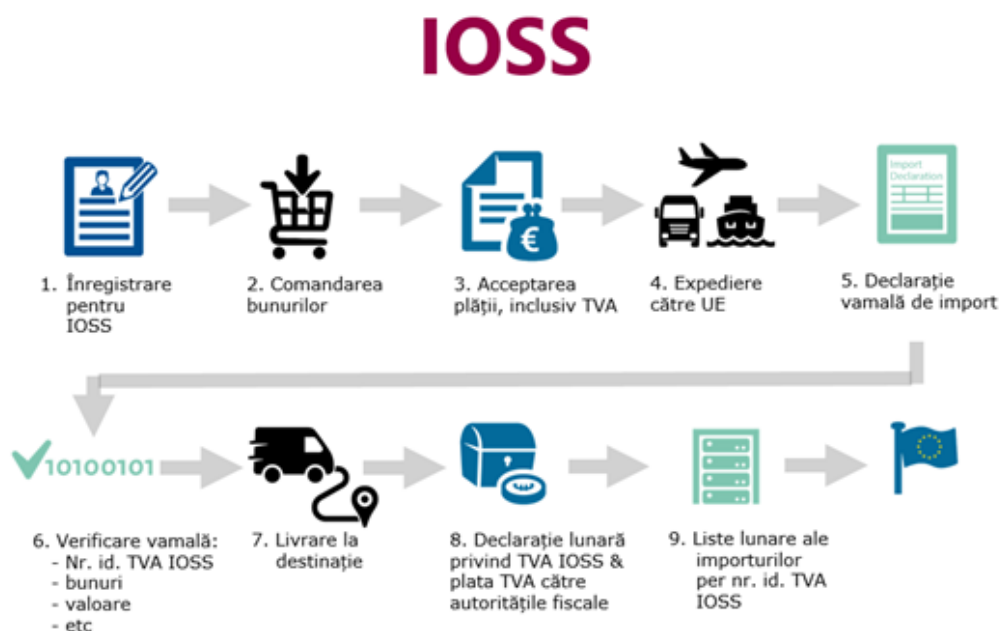 IOSS
Import
Declaration
€
1. Înregistrare
pentru
IOSS
2. Comandarea
bunurilor
3. Acceptarea
plății, inclusiv TVA
4. Expediere
către UE
5. Declarație
vamală de import
10100101
6. Verificare vamală:
- Nr. id. TVA IOSS
- bunuri
- valoare
- etc
7. Livrare la
destinație
8. Declarație lunară
privind TVA IOSS &
plata TVA către
autoritățile fiscale
9. Liste lunare ale
importurilor
per nr. id. TVA
IOSS